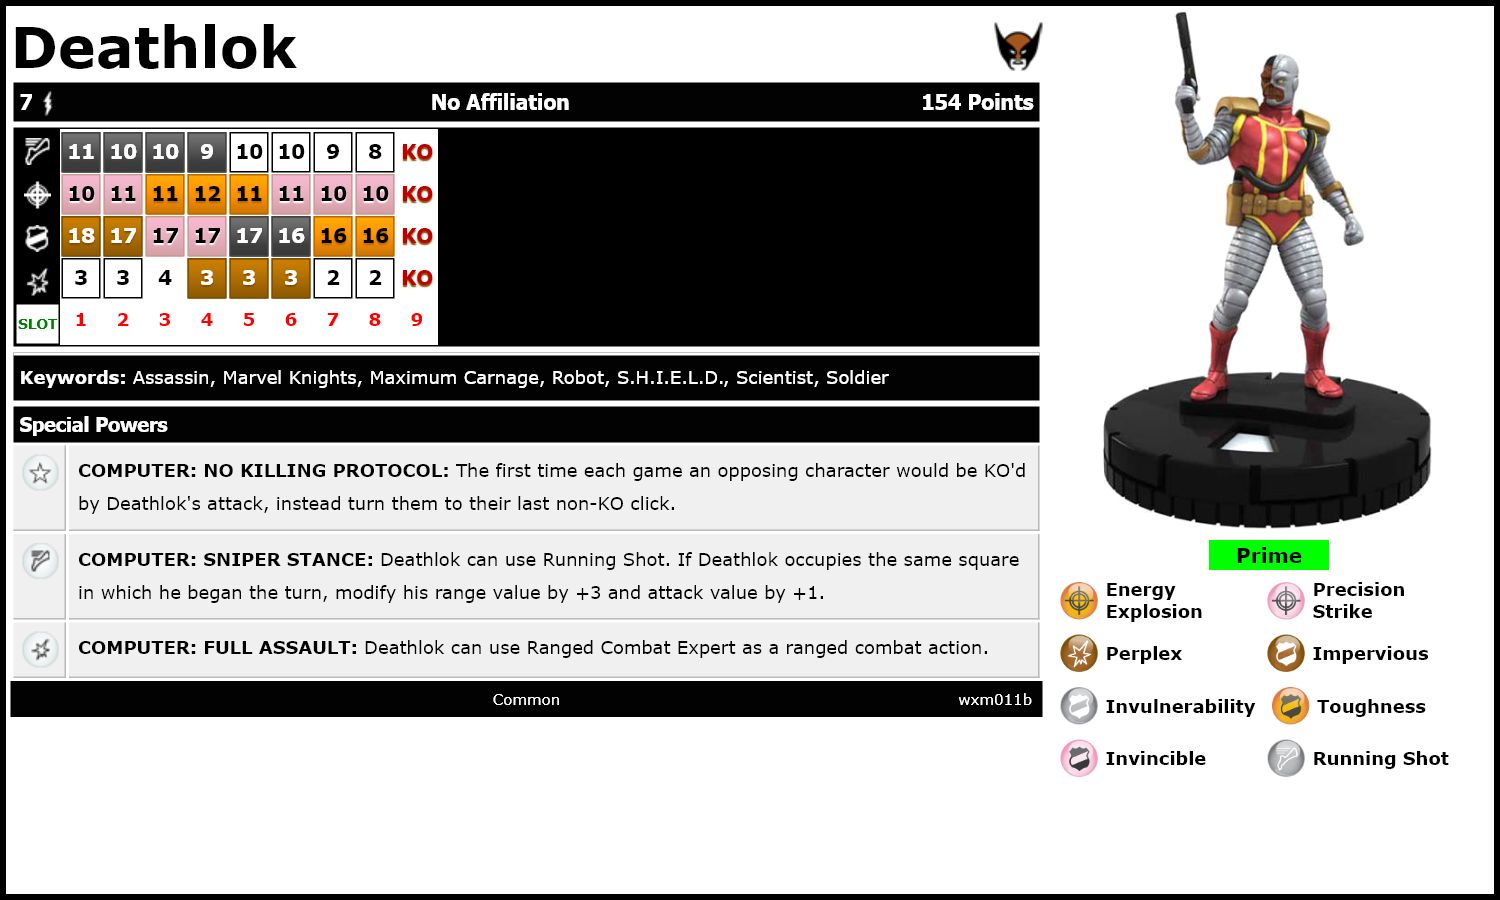 Deathlok
7 No Affiliation 154 Points
11 10 10 9 10 10 9 8 KO
10 11 11 12 11 11 10 10 KO
18 17 17 17 17 16 16 16 KO
3 3 4 3 3 3 2 2 KO
SLOT 1 2 3 4 5 6 7 8 9
Keywords: Assassin, Marvel Knights, Maximum Carnage, Robot, S.H.I.E.L.D., Scientist, Soldier
Special Powers
COMPUTER: NO KILLING PROTOCOL: The first time each game an opposing character would be KO'd
by Deathlok's attack, instead turn them to their last non-KO click.
COMPUTER: SNIPER STANCE: Deathlok can use Running Shot. If Deathlok occupies the same square
in which he began the turn, modify his range value by +3 and attack value by +1.
COMPUTER: FULL ASSAULT: Deathlok can use Ranged Combat Expert as a ranged combat action.
Common wxm011b
Prime
Energy
Explosion
Precision
Strike
Perplex
Impervious
Invulnerability
Toughness
Invincible
Running Shot